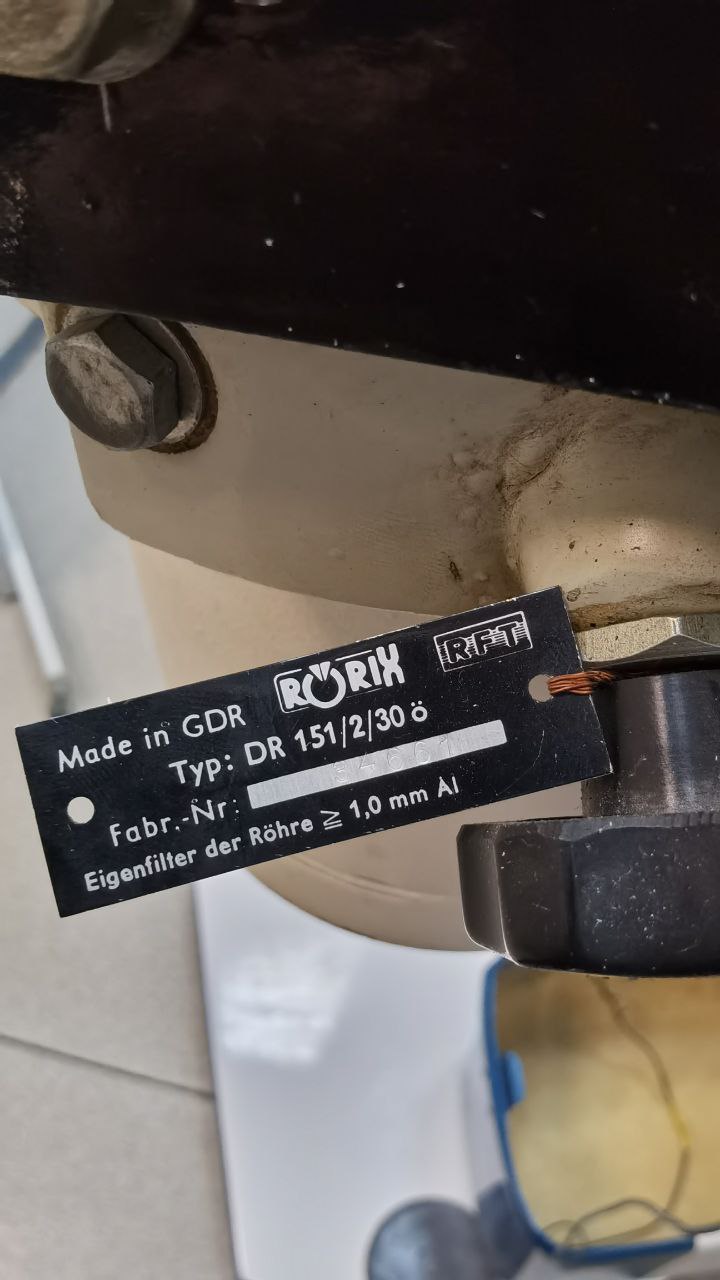 Made in GDR RÖRIX RFT
Typ: DR 151/2/30 ö
Fabr.-Nr:
Eigenfilter der Röhre ≧ 1,0 mm Al